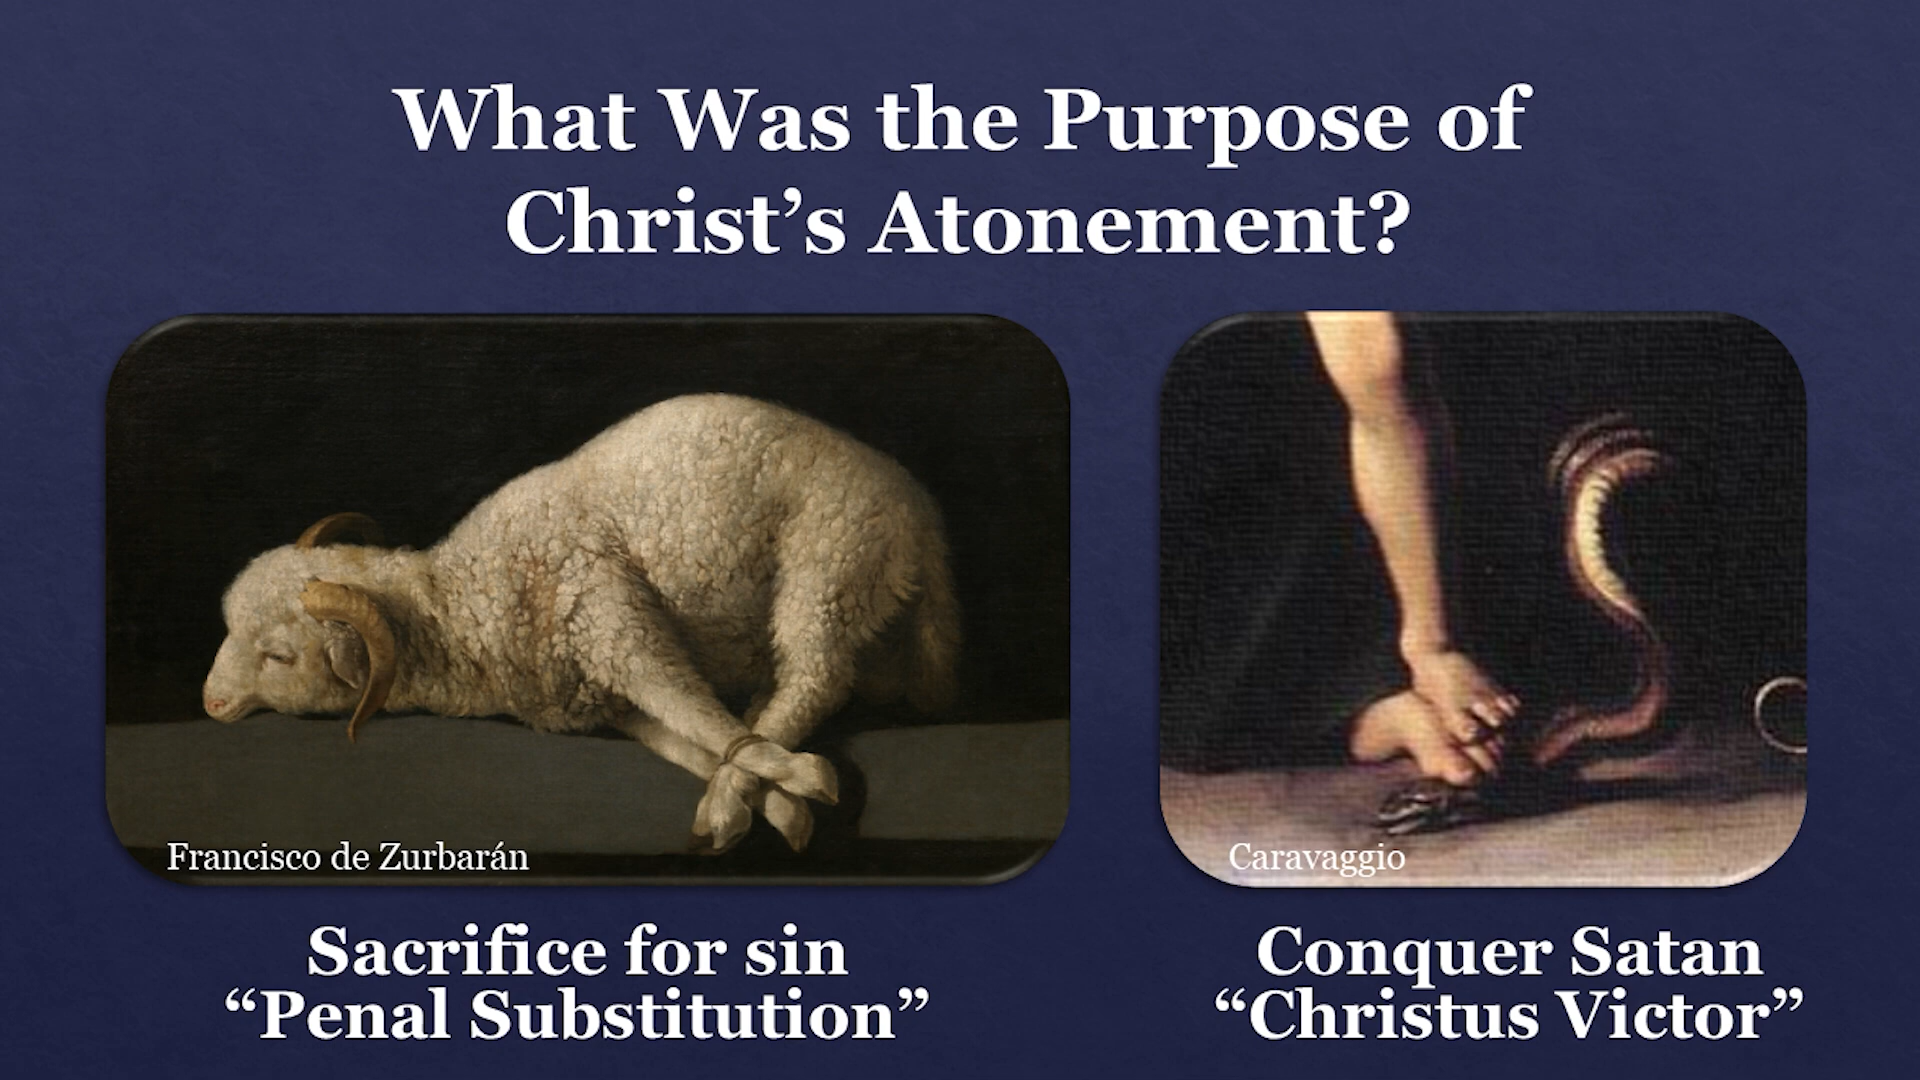 What Was the Purpose of
Christ’s Atonement?
Francisco de Zurbarán
Caravaggio
Sacrifice for sin
“Penal Substitution”
Conquer Satan
“Christus Victor”